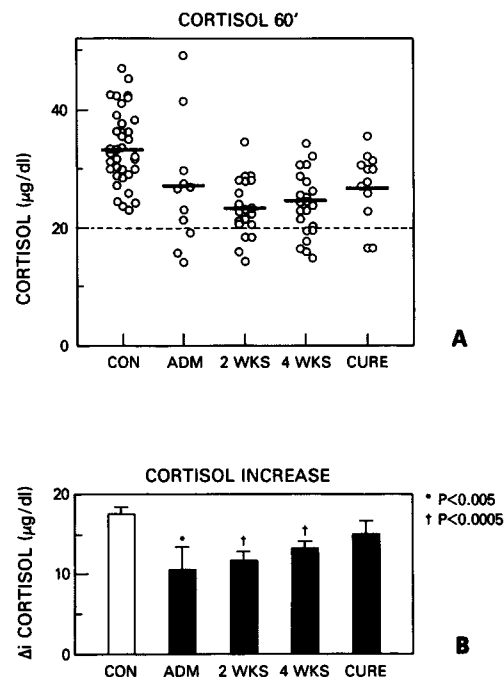 CORTISOL 60'
CORTISOL (µg/dl)
40
20
0
CON ADM 2 WKS 4 WKS CURE
A
CORTISOL INCREASE
Δi CORTISOL (µg/dl)
20
10
0
* †  †
* P<0.005
† P<0.0005
CON ADM 2 WKS 4 WKS CURE
B